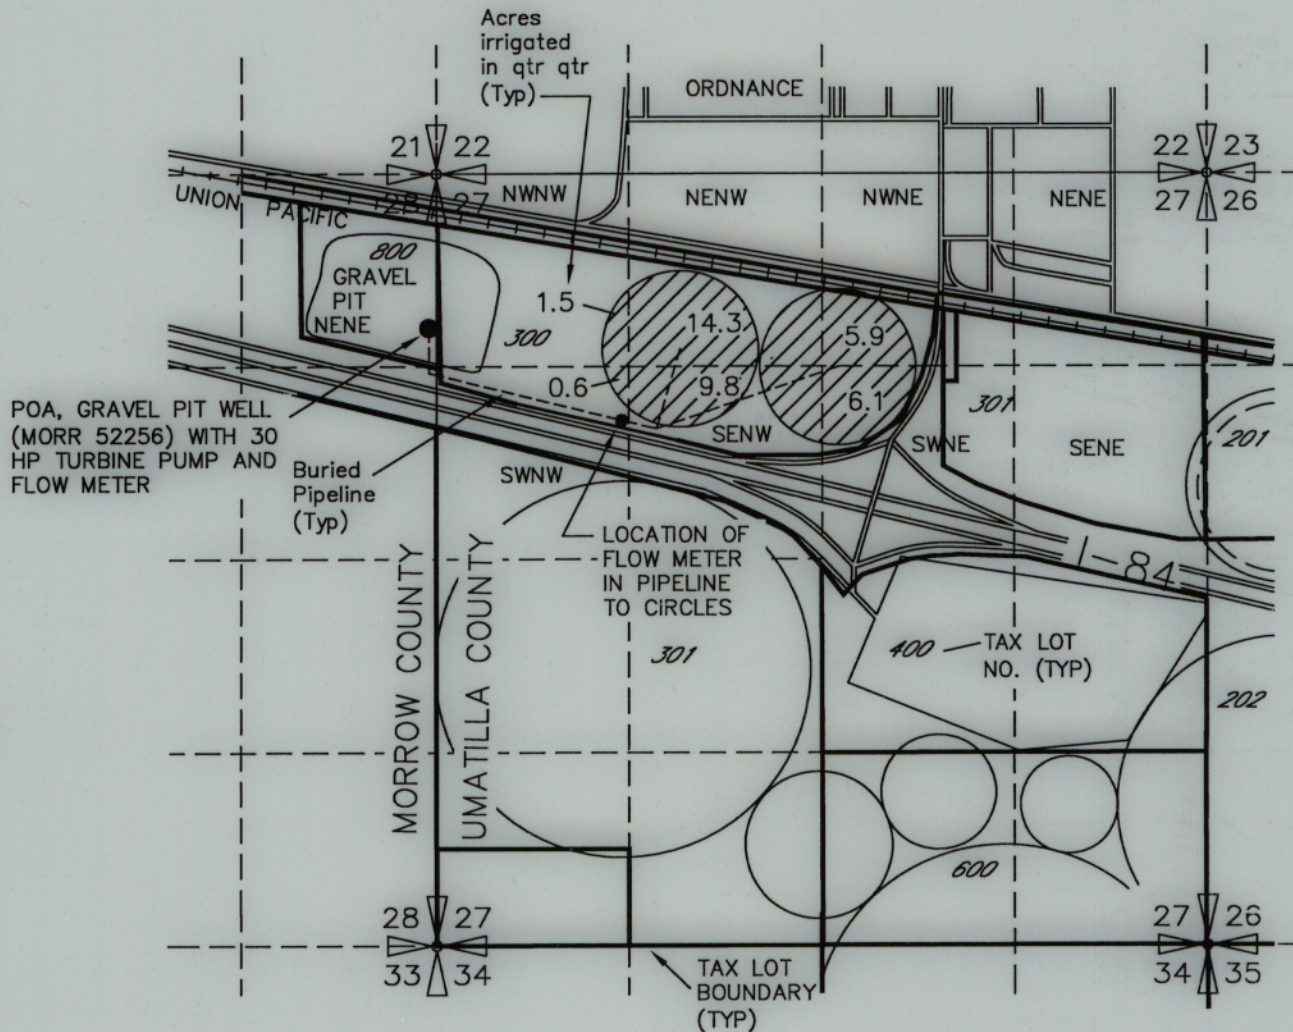 Acres
irrigated
in qtr qtr
(Typ)
ORDNANCE
21 22
22 23
NWNW
NENW
NWNE
NENE
28 27
27 26
UNION PACIFIC
800
GRAVEL
PIT
NENE
1.5
14.3
5.9
300
0.6
9.8
6.1
301
201
POA, GRAVEL PIT WELL
(MORR 52256) WITH 30
HP TURBINE PUMP AND
FLOW METER
SENW
SWNE
SENE
Buried
Pipeline
(Typ)
SWNW
LOCATION OF
FLOW METER
IN PIPELINE
TO CIRCLES
I-84
MORROW COUNTY
UMATILLA COUNTY
301
400
TAX LOT
NO. (TYP)
202
600
28 27
27 26
33 34
34 35
TAX LOT
BOUNDARY
(TYP)